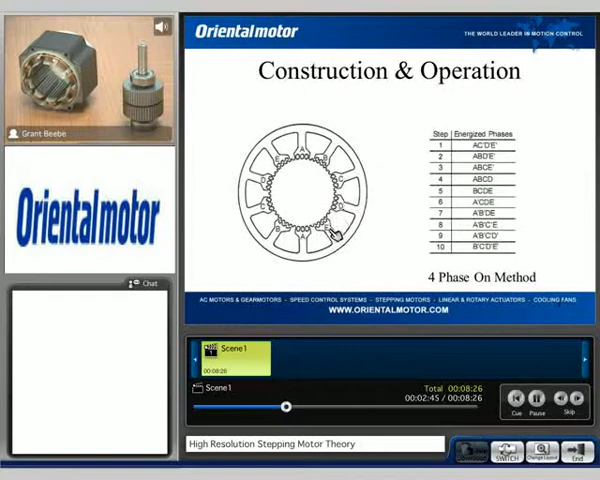 Orientalmotor
THE WORLD LEADER IN MOTION CONTROL
Construction & Operation
Grant Beebe
Orientalmotor
Chat
A
B
C
D
E
A'
B
C
D
E
Step Energized Phases
1 AC'D'E'
2 ABD'E'
3 ABCE'
4 ABCD
5 BCDE
6 A'CDE
7 A'B'DE
8 A'B'C'E
9 A'B'C'D'
10 B'C'D'E'
4 Phase On Method
AC MOTORS & GEARMOTORS - SPEED CONTROL SYSTEMS - STEPPING MOTORS - LINEAR & ROTARY ACTUATORS - COOLING FANS
WWW.ORIENTALMOTOR.COM
1
Scene1
00:08:26
Scene1
Total 00:08:26
00:02:45 / 00:08:26
Cue Pause Skip
High Resolution Stepping Motor Theory
SWITCH
Change Layout
End